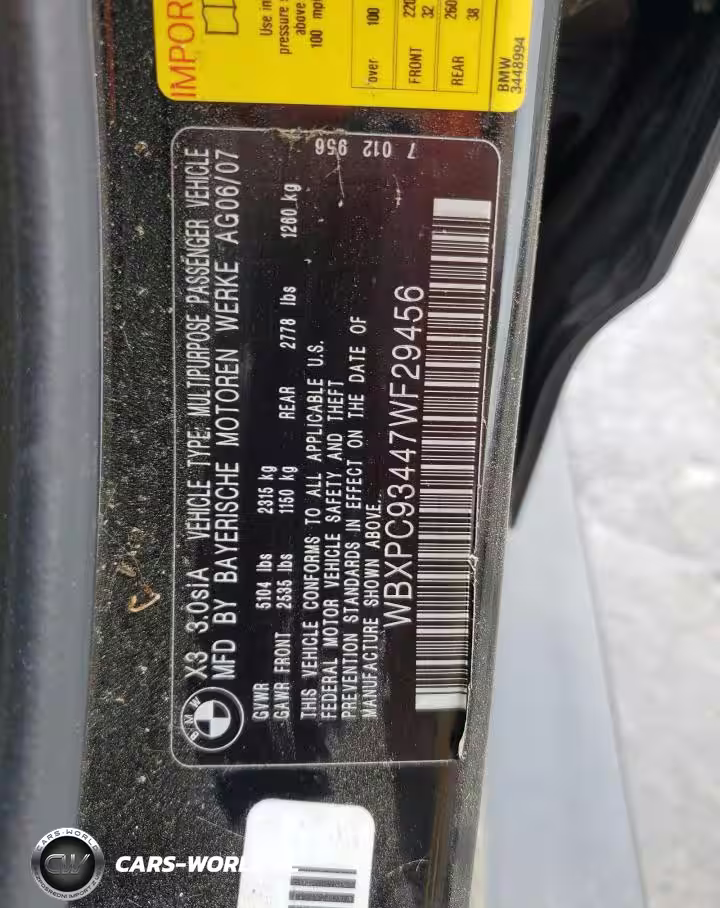 IMPOR
Use in
pressure s
above
100 mph
over 100
FRONT 220 32
REAR 260 38
BMW
3448994
7 012 956
BMW
X3 3.0siA VEHICLE TYPE: MULTIPURPOSE PASSENGER VEHICLE
MFD BY BAYERISCHE MOTOREN WERKE AG06/07
GVWR 5104 lbs 2315 kg
GAWR FRONT 2535 lbs 1150 kg REAR 2778 lbs 1260 kg
THIS VEHICLE CONFORMS TO ALL APPLICABLE U.S.
FEDERAL MOTOR VEHICLE SAFETY AND THEFT
PREVENTION STANDARDS IN EFFECT ON THE DATE OF
MANUFACTURE SHOWN ABOVE.
WBXPC93447WF29456
CARS-WORLD
CW
CARS-WOR